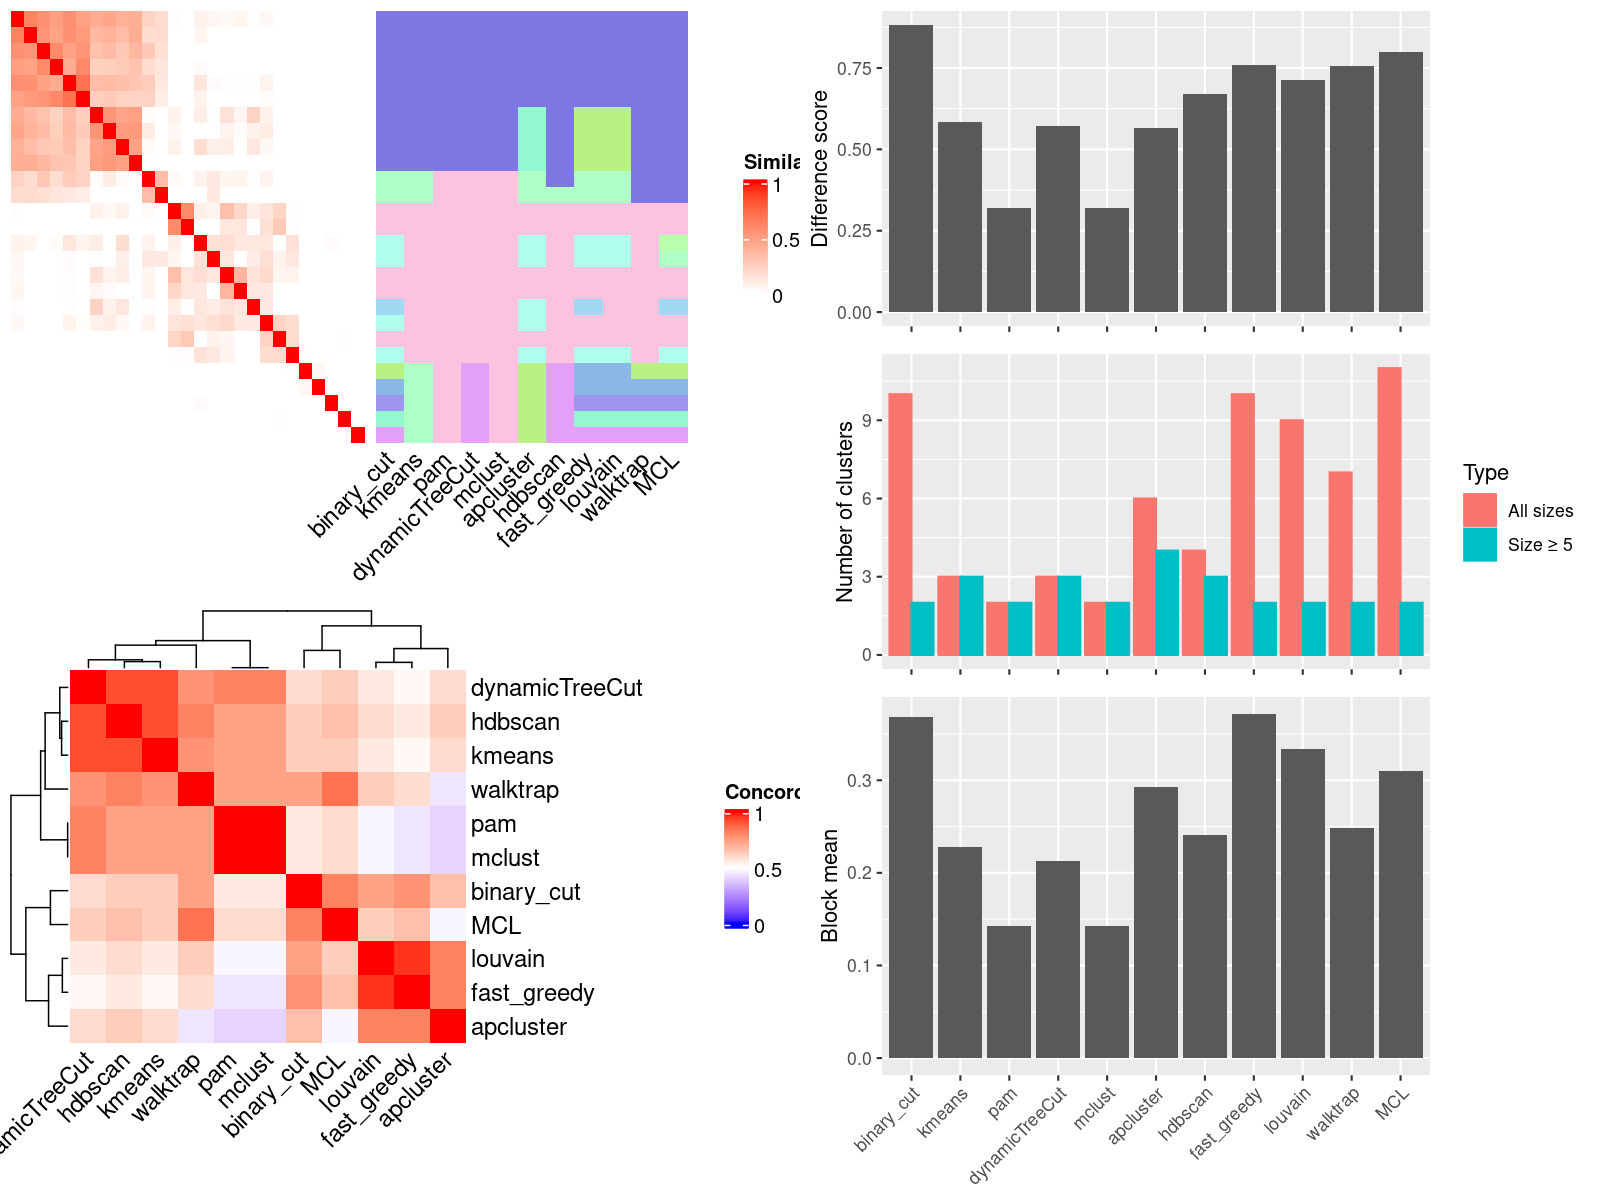 Simila
1
0.5
0
binary_cut
kmeans
pam
dynamicTreeCut
mclust
apcluster
hdbscan
fast_greedy
louvain
walktrap
MCL
Difference score
0.75
0.50
0.25
0.00
Number of clusters
9
6
3
0
Type
All sizes
Size ≥ 5
dynamicTreeCut
hdbscan
kmeans
walktrap
pam
mclust
binary_cut
MCL
louvain
fast_greedy
apcluster
amicTreeCut
hdbscan
kmeans
walktrap
pam
mclust
binary_cut
MCL
louvain
fast_greedy
apcluster
Concord
1
0.5
0
Block mean
0.3
0.2
0.1
0.0
binary_cut
kmeans
pam
dynamicTreeCut
mclust
apcluster
hdbscan
fast_greedy
louvain
walktrap
MCL